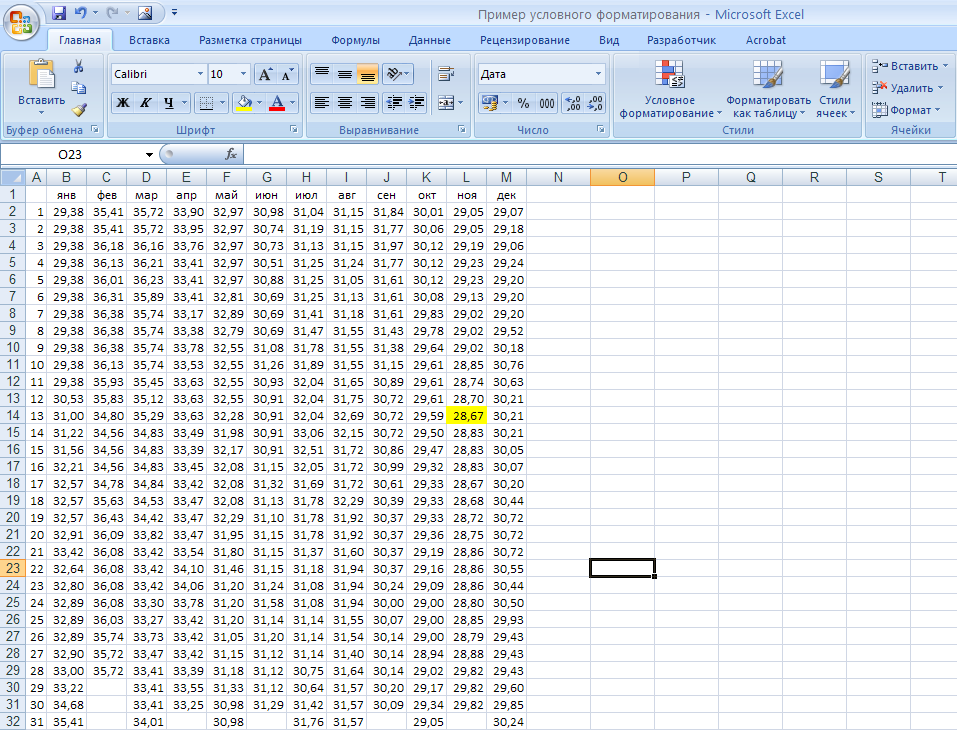 Пример условного форматирования - Microsoft Excel
Главная Вставка Разметка страницы Формулы Данные Рецензирование Вид Разработчик Acrobat
Calibri 10 A A Дата Вставить
Вставить Условное форматирование Форматировать как таблицу Стили ячеек Удалить
Ж К Ч А % 000 ,00 ,0 Формат
Буфер обмена Шрифт Выравнивание Число Стили Ячейки
O23 fx
A B C D E F G H I J K L M N O P Q R S T
1 янв фев мар апр май июн июл авг сен окт ноя дек
2 1 29,38 35,41 35,72 33,90 32,97 30,98 31,04 31,15 31,84 30,01 29,05 29,07
3 2 29,38 35,41 35,72 33,95 32,97 30,74 31,19 31,15 31,77 30,06 29,05 29,18
4 3 29,38 36,18 36,16 33,76 32,97 30,73 31,13 31,15 31,97 30,12 29,19 29,06
5 4 29,38 36,13 36,21 33,41 32,97 30,51 31,25 31,24 31,77 30,12 29,23 29,24
6 5 29,38 36,01 36,23 33,41 32,97 30,88 31,25 31,05 31,61 30,12 29,23 29,20
7 6 29,38 36,31 35,89 33,41 32,81 30,69 31,25 31,13 31,61 30,08 29,13 29,20
8 7 29,38 36,38 35,74 33,17 32,89 30,69 31,41 31,18 31,61 29,83 29,02 29,20
9 8 29,38 36,38 35,74 33,38 32,79 30,69 31,47 31,55 31,43 29,78 29,02 29,52
10 9 29,38 36,38 35,74 33,78 32,55 31,08 31,78 31,55 31,38 29,64 29,02 30,18
11 10 29,38 36,13 35,74 33,53 32,55 31,26 31,89 31,55 31,15 29,61 28,85 30,76
12 11 29,38 35,93 35,45 33,63 32,55 30,93 32,04 31,65 30,89 29,61 28,74 30,63
13 12 30,53 35,83 35,12 33,63 32,55 30,91 32,04 31,75 30,72 29,61 28,70 30,21
14 13 31,00 34,80 35,29 33,63 32,28 30,91 32,04 32,69 30,72 29,59 28,67 30,21
15 14 31,22 34,56 34,83 33,49 31,98 30,91 33,06 32,15 30,72 29,50 28,83 30,21
16 15 31,56 34,56 34,83 33,39 32,17 30,91 32,51 31,72 30,86 29,47 28,83 30,05
17 16 32,21 34,56 34,83 33,45 32,08 31,15 32,05 31,72 30,99 29,32 28,83 30,07
18 17 32,57 34,78 34,84 33,42 32,08 31,32 31,69 31,72 30,61 29,33 28,67 30,20
19 18 32,57 35,63 34,53 33,47 32,08 31,13 31,78 32,29 30,39 29,33 28,68 30,44
20 19 32,57 36,43 34,42 33,47 32,29 31,10 31,78 31,92 30,37 29,33 28,72 30,72
21 20 32,91 36,09 33,82 33,47 31,95 31,15 31,78 31,92 30,37 29,36 28,75 30,72
22 21 33,42 36,08 33,42 33,54 31,80 31,15 31,37 31,60 30,37 29,19 28,86 30,72
23 22 32,64 36,08 33,42 34,10 31,46 31,15 31,18 31,94 30,37 29,16 28,86 30,55
24 23 32,80 36,08 33,42 34,06 31,20 31,24 31,08 31,94 30,24 29,09 28,86 30,44
25 24 32,89 36,08 33,30 33,78 31,20 31,58 31,08 31,94 30,00 29,00 28,80 30,50
26 25 32,89 36,03 33,27 33,42 31,20 31,14 31,14 31,55 30,07 29,00 28,85 29,93
27 26 32,89 35,74 33,73 33,42 31,05 31,20 31,14 31,54 30,14 29,00 28,79 29,43
28 27 32,90 35,72 33,47 33,42 31,15 31,12 31,14 31,40 30,14 28,94 28,88 29,43
29 28 33,00 35,72 33,41 33,39 31,18 31,12 30,75 31,64 30,14 29,02 29,82 29,43
30 29 33,22 33,41 33,55 31,33 31,12 30,64 31,57 30,20 29,17 29,82 29,60
31 30 34,68 33,41 33,25 30,98 31,29 31,42 31,57 30,09 29,34 29,82 29,85
32 31 35,41 34,01 30,98 31,76 31,57 29,05 30,24